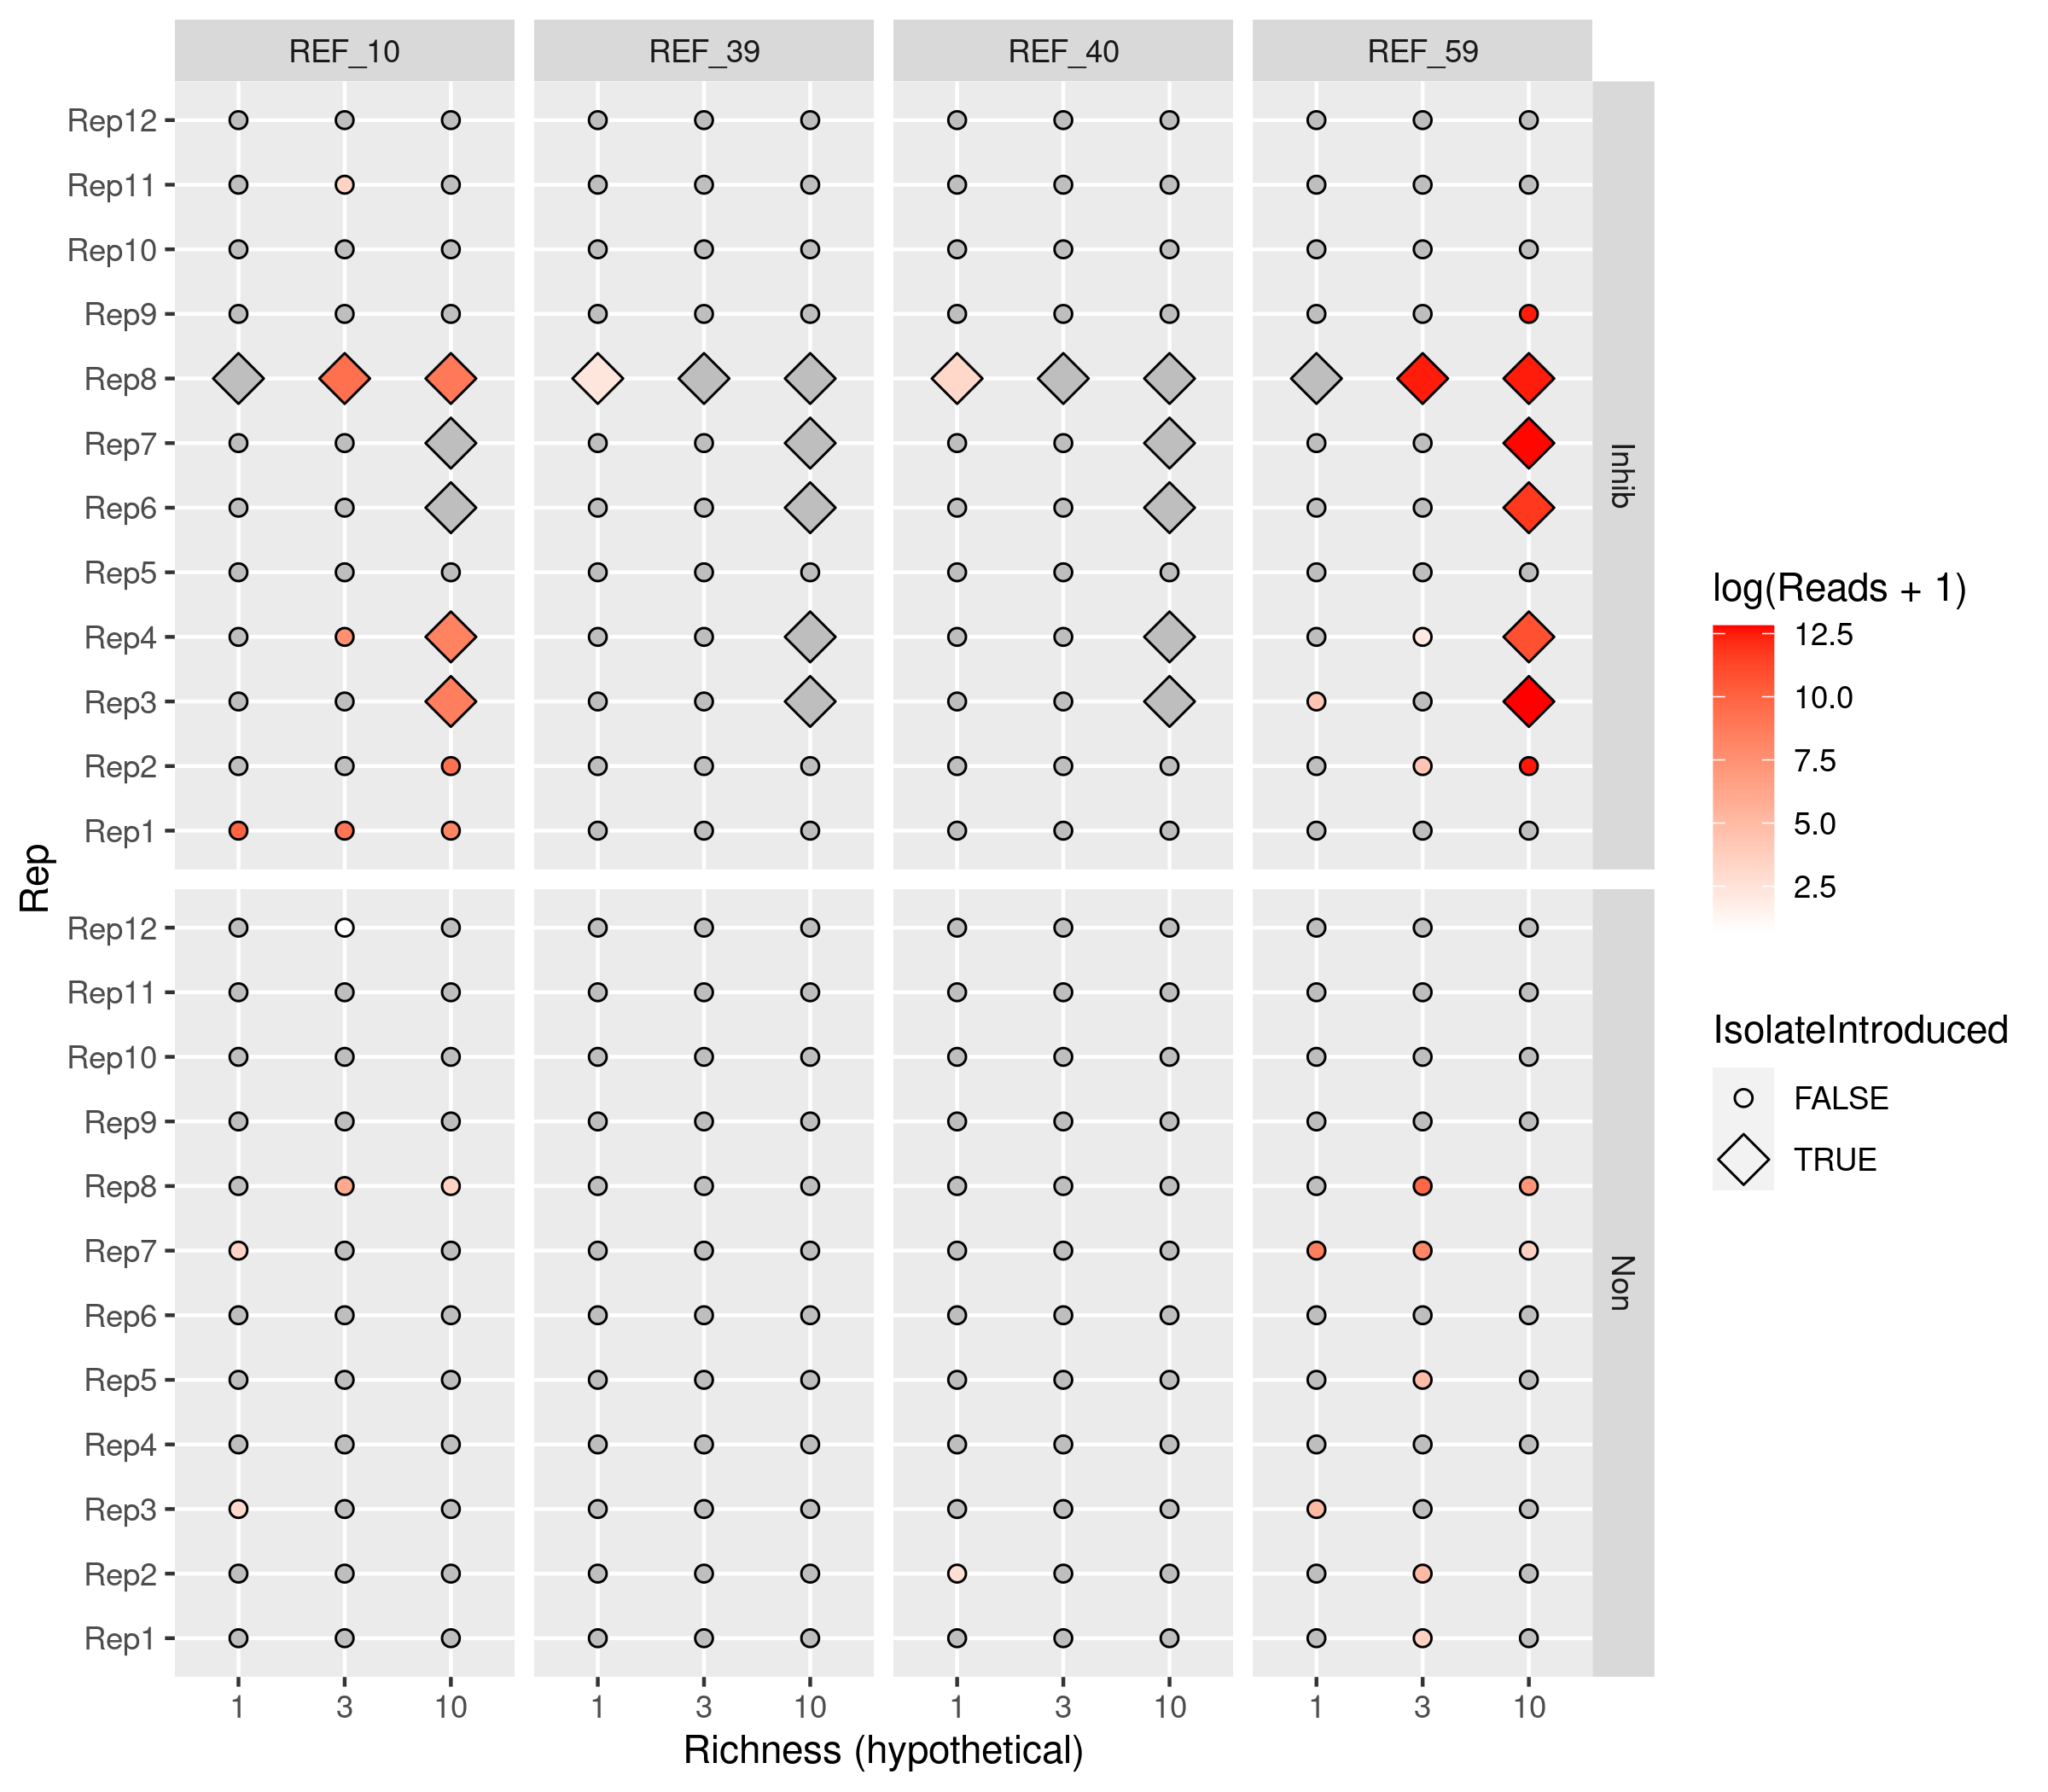 REF_10 REF_39 REF_40 REF_59
Rep12
Rep11
Rep10
Rep9
Rep8
Rep7
Rep6
Rep5
Rep4
Rep3
Rep2
Rep1
Inhib
Rep12
Rep11
Rep10
Rep9
Rep8
Rep7
Rep6
Rep5
Rep4
Rep3
Rep2
Rep1
Non
Rep
1 3 10 1 3 10 1 3 10 1 3 10
Richness (hypothetical)
log(Reads + 1)
12.5
10.0
7.5
5.0
2.5
IsolateIntroduced
FALSE
TRUE